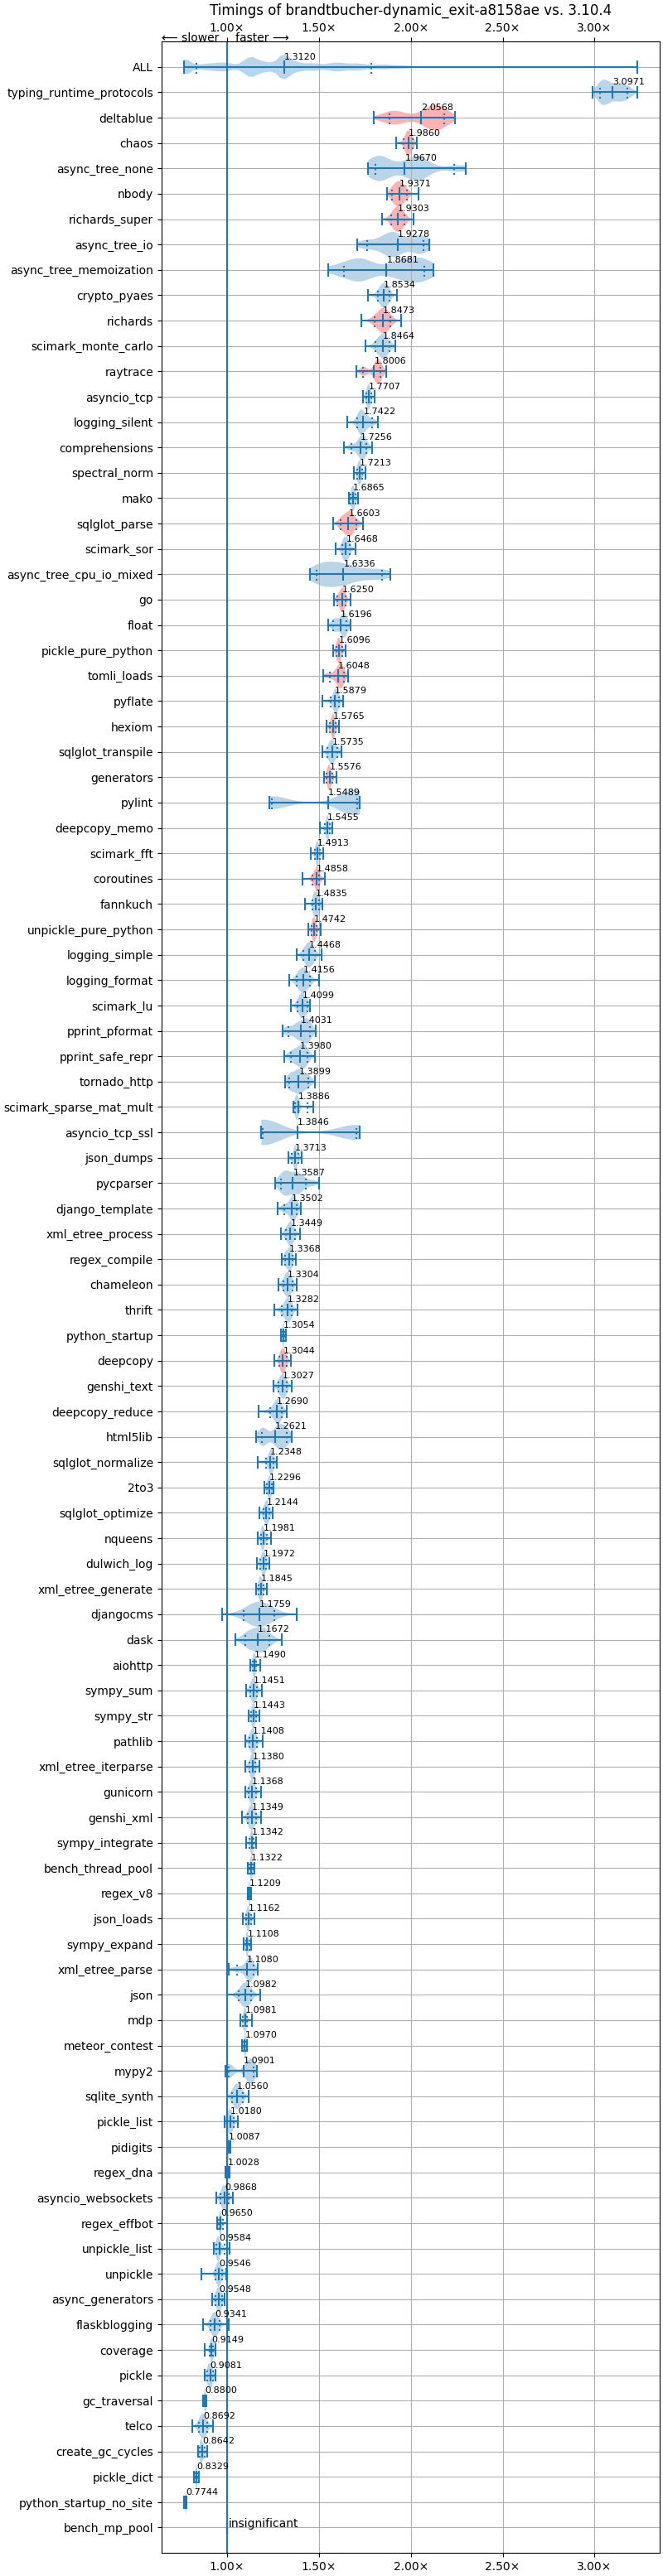 Timings of brandtbucher-dynamic_exit-a8158ae vs. 3.10.4
1.00× 1.50× 2.00× 2.50× 3.00×
⟵ slower faster ⟶
ALL 1.3120
typing_runtime_protocols 3.0971
deltablue 2.0568
chaos 1.9860
async_tree_none 1.9670
nbody 1.9371
richards_super 1.9303
async_tree_io 1.9278
async_tree_memoization 1.8681
crypto_pyaes 1.8534
richards 1.8473
scimark_monte_carlo 1.8464
raytrace 1.8006
asyncio_tcp 1.7707
logging_silent 1.7422
comprehensions 1.7256
spectral_norm 1.7213
mako 1.6865
sqlglot_parse 1.6603
scimark_sor 1.6468
async_tree_cpu_io_mixed 1.6336
go 1.6250
float 1.6196
pickle_pure_python 1.6096
tomli_loads 1.6048
pyflate 1.5879
hexiom 1.5765
sqlglot_transpile 1.5735
generators 1.5576
pylint 1.5489
deepcopy_memo 1.5455
scimark_fft 1.4913
coroutines 1.4858
fannkuch 1.4835
unpickle_pure_python 1.4742
logging_simple 1.4468
logging_format 1.4156
scimark_lu 1.4099
pprint_pformat 1.4031
pprint_safe_repr 1.3980
tornado_http 1.3899
scimark_sparse_mat_mult 1.3886
asyncio_tcp_ssl 1.3846
json_dumps 1.3713
pycparser 1.3587
django_template 1.3502
xml_etree_process 1.3449
regex_compile 1.3368
chameleon 1.3304
thrift 1.3282
python_startup 1.3054
deepcopy 1.3044
genshi_text 1.3027
deepcopy_reduce 1.2690
html5lib 1.2621
sqlglot_normalize 1.2348
2to3 1.2296
sqlglot_optimize 1.2144
nqueens 1.1981
dulwich_log 1.1972
xml_etree_generate 1.1845
djangocms 1.1759
dask 1.1672
aiohttp 1.1490
sympy_sum 1.1451
sympy_str 1.1443
pathlib 1.1408
xml_etree_iterparse 1.1380
gunicorn 1.1368
genshi_xml 1.1349
sympy_integrate 1.1342
bench_thread_pool 1.1322
regex_v8 1.1209
json_loads 1.1162
sympy_expand 1.1108
xml_etree_parse 1.1080
json 1.0982
mdp 1.0981
meteor_contest 1.0970
mypy2 1.0901
sqlite_synth 1.0560
pickle_list 1.0180
pidigits 1.0087
regex_dna 1.0028
asyncio_websockets 0.9868
regex_effbot 0.9650
unpickle_list 0.9584
unpickle 0.9546
async_generators 0.9548
flaskblogging 0.9341
coverage 0.9149
pickle 0.9081
gc_traversal 0.8800
telco 0.8692
create_gc_cycles 0.8642
pickle_dict 0.8329
python_startup_no_site 0.7744
bench_mp_pool insignificant
1.00× 1.50× 2.00× 2.50× 3.00×